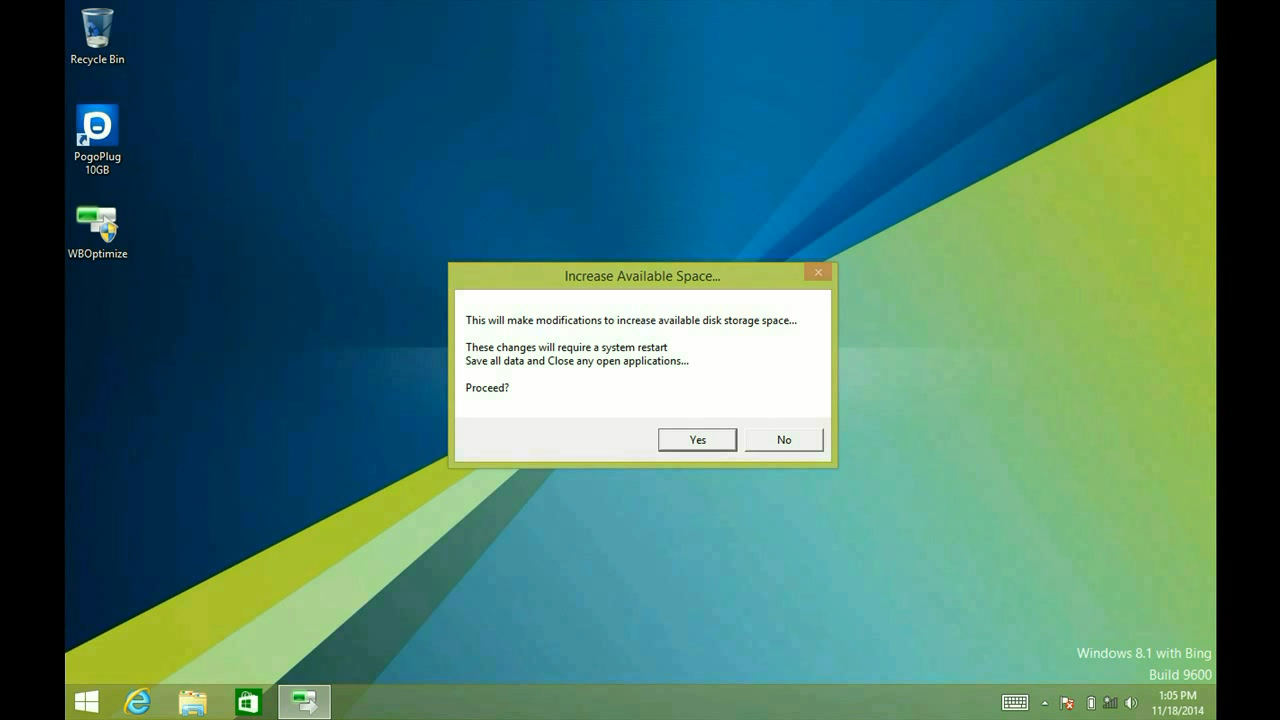 Recycle Bin
PogoPlug
10GB
WBOptimize
Increase Available Space...
This will make modifications to increase available disk storage space...
These changes will require a system restart
Save all data and Close any open applications...
Proceed?
Yes
No
Windows 8.1 with Bing
Build 9600
1:05 PM
11/18/2014